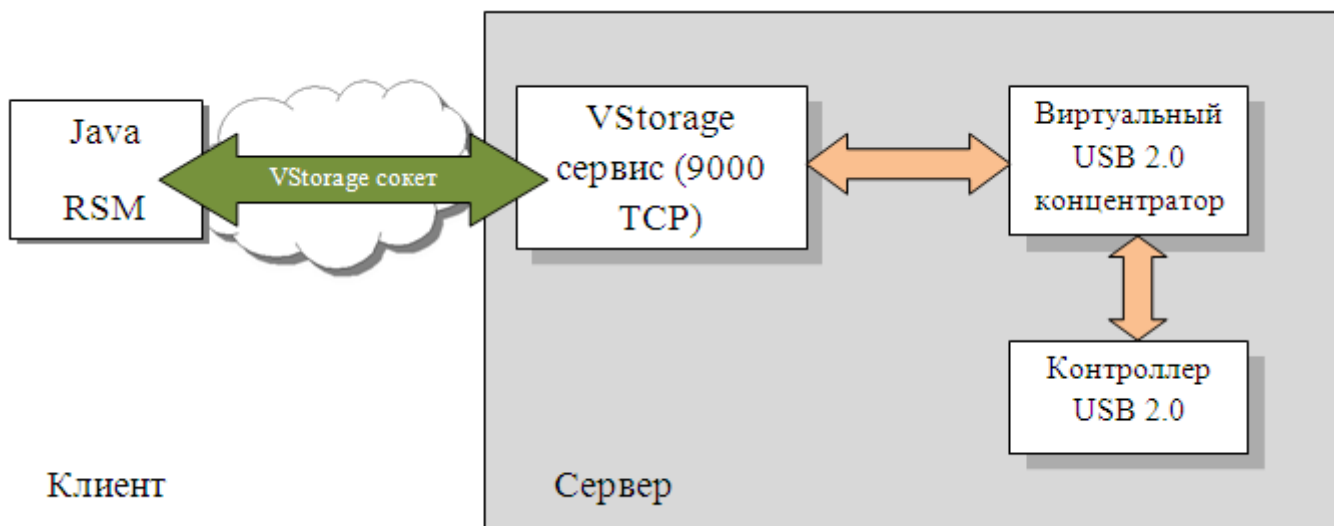 Java
RSM
VStorage сокет
VStorage
сервис (9000
TCP)
Виртуальный
USB 2.0
концентратор
Контроллер
USB 2.0
Клиент
Сервер